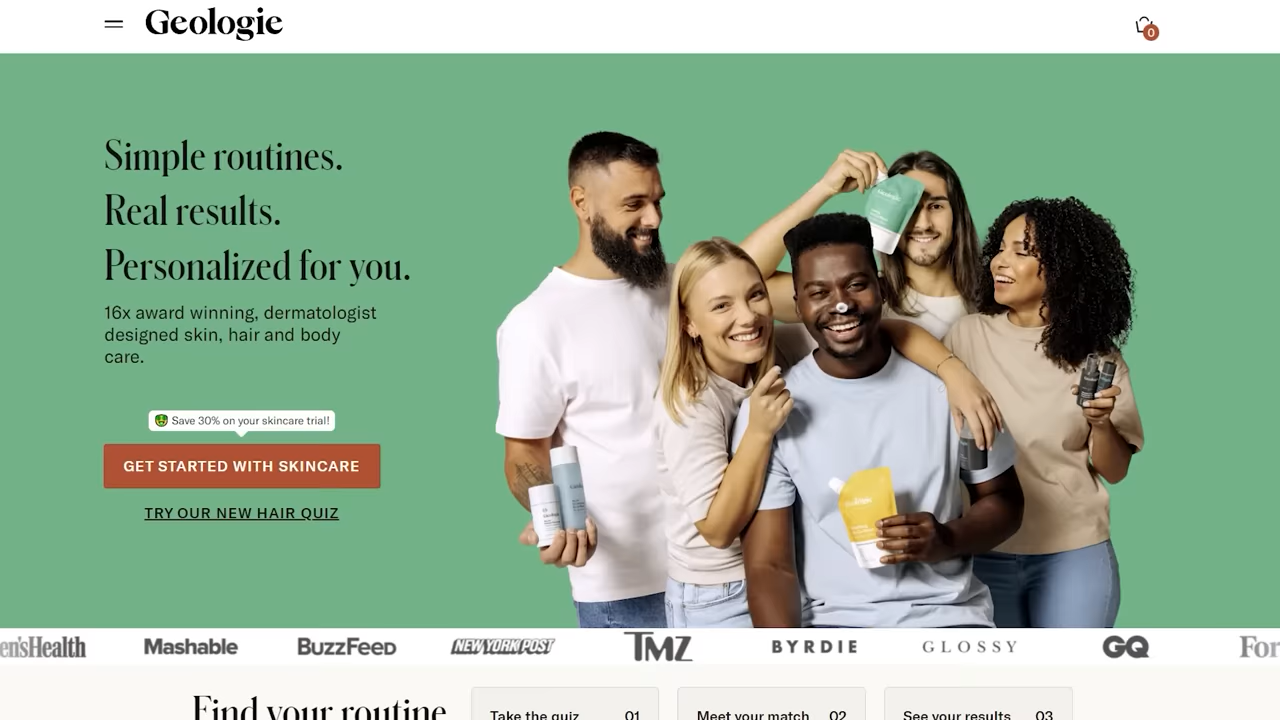 Geologie
0
Simple routines.
Real results.
Personalized for you.
16x award winning, dermatologist
designed skin, hair and body
care.
Save 30% on your skincare trial!
GET STARTED WITH SKINCARE
TRY OUR NEW HAIR QUIZ
en'sHealth
Mashable
BuzzFeed
NEW YORK POST
TMZ
BYRDIE
GLOSSY
GQ
For
Find your routine
Take the quiz 01
Meet your match 02
See your results 03